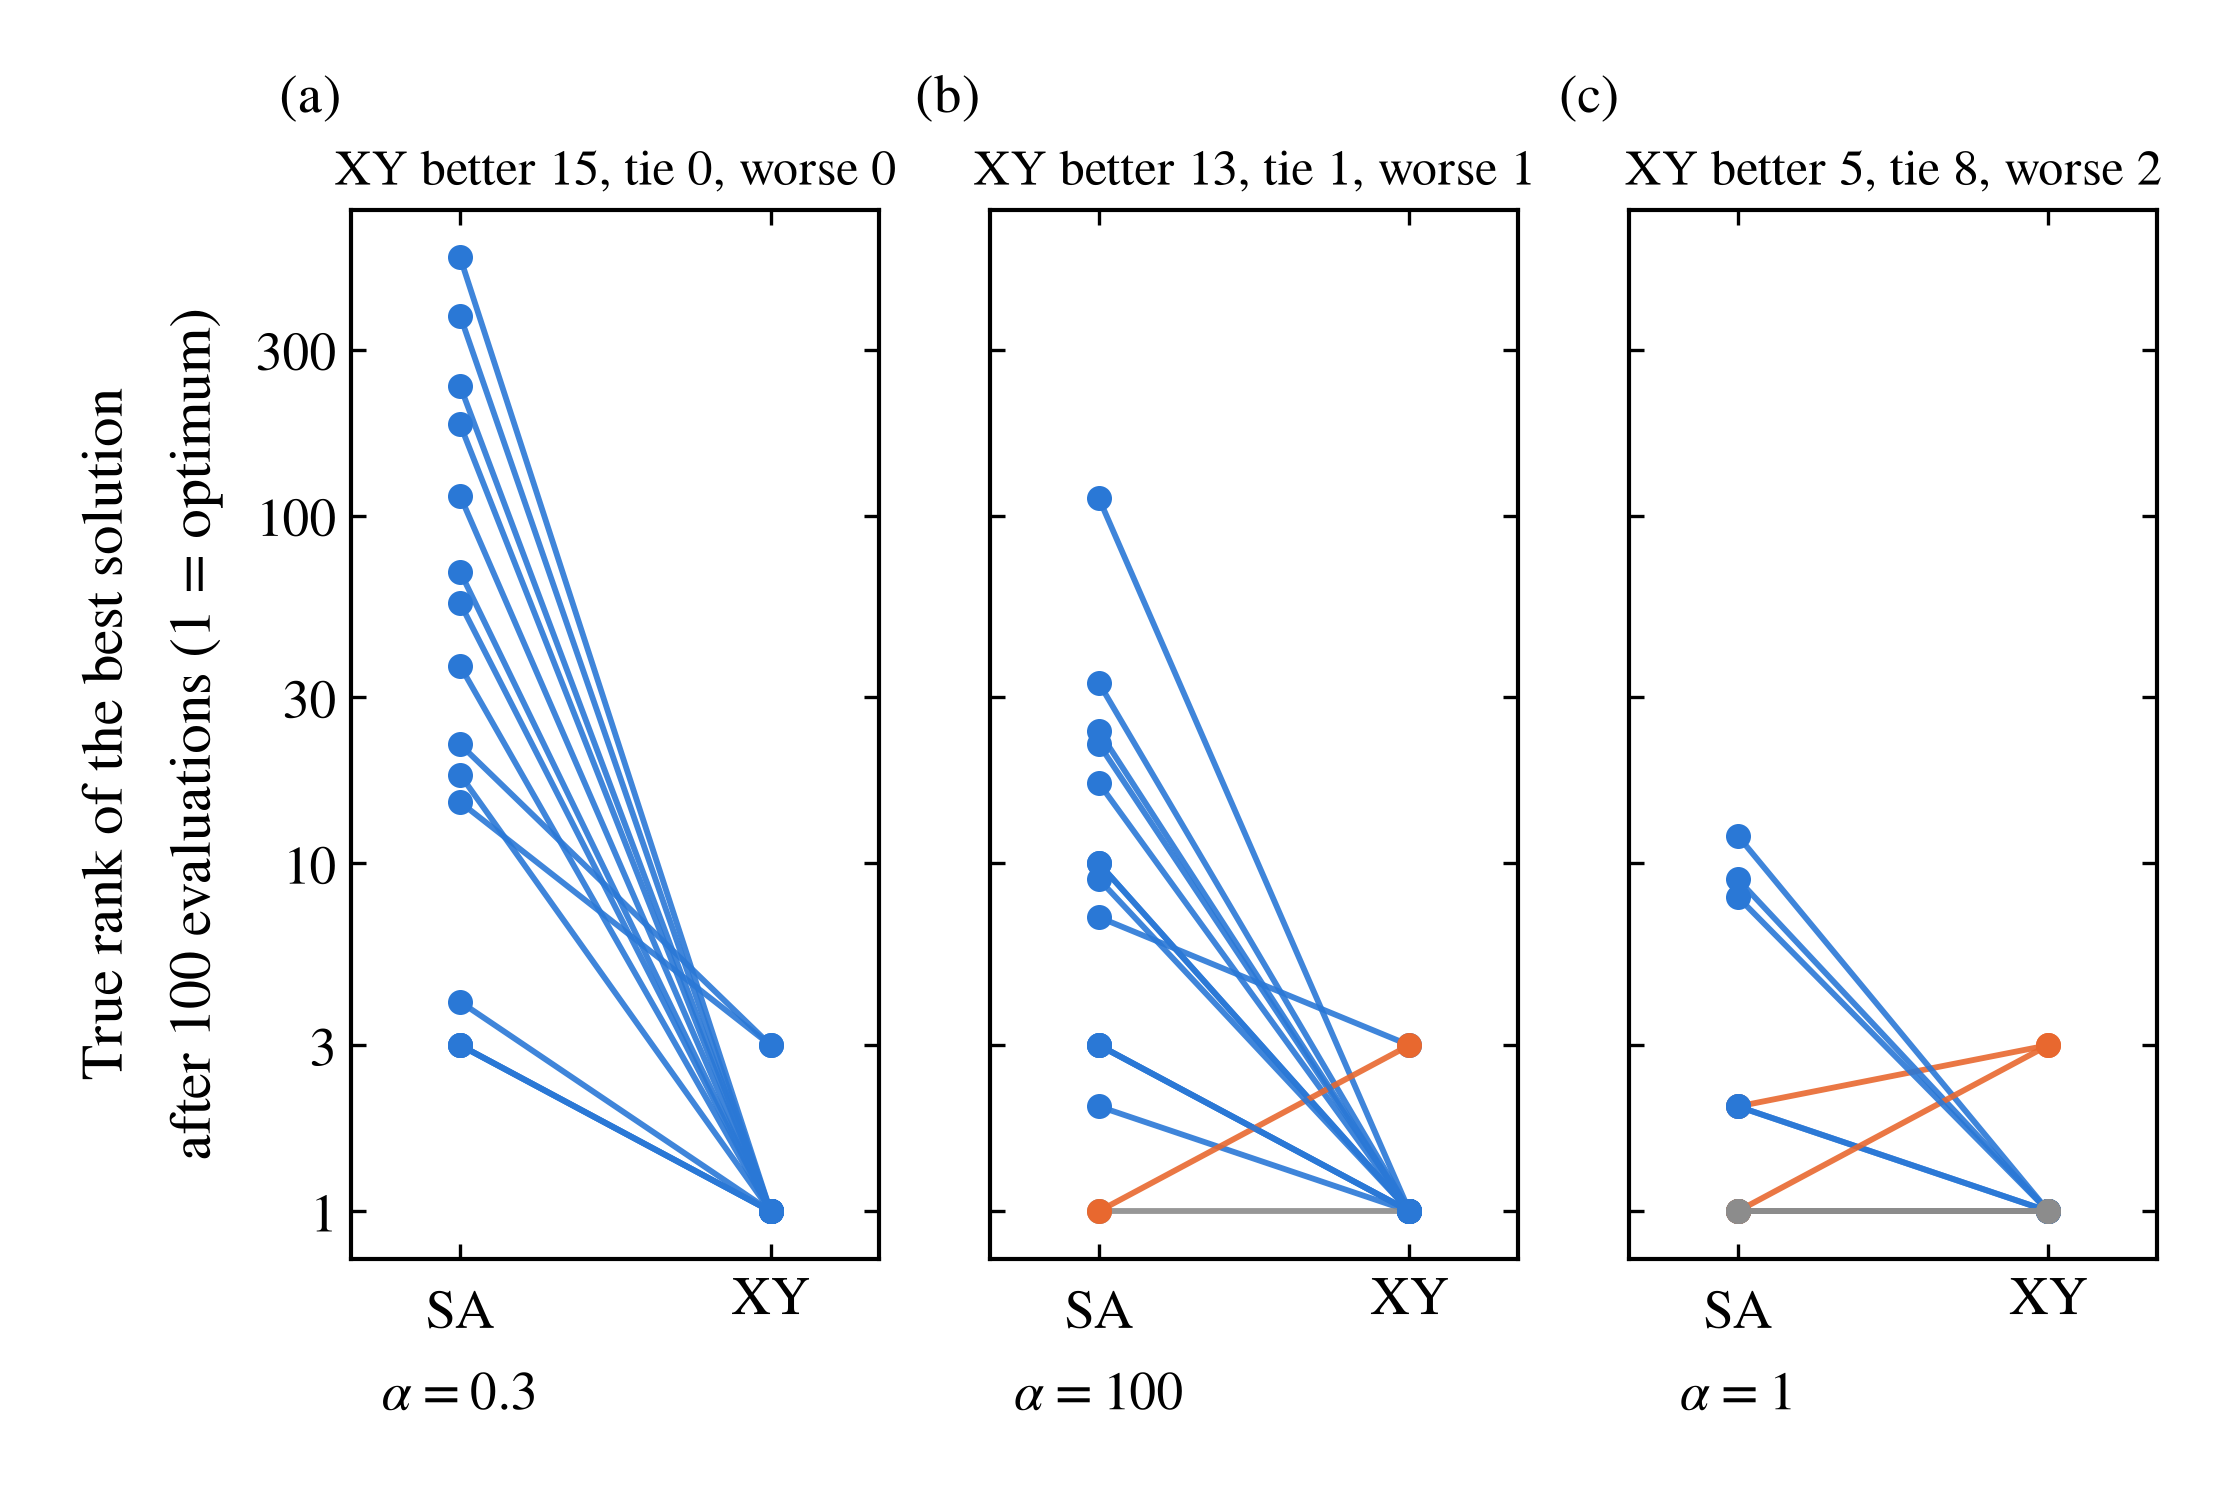 (a)
XY better 15, tie 0, worse 0
(b)
XY better 13, tie 1, worse 1
(c)
XY better 5, tie 8, worse 2
True rank of the best solution
after 100 evaluations (1 = optimum)
300
100
30
10
3
1
SA
XY
SA
XY
SA
XY
α = 0.3
α = 100
α = 1